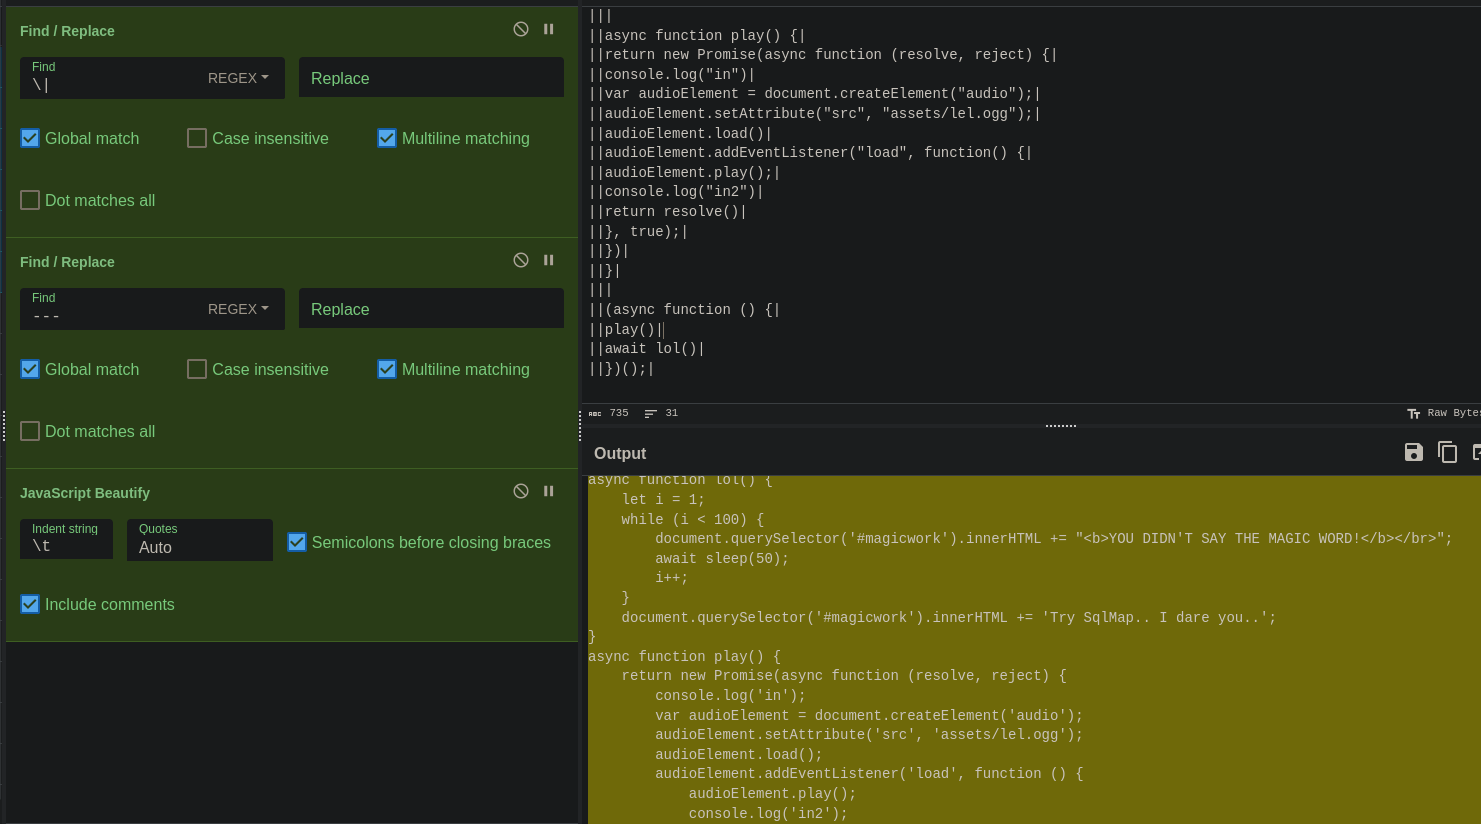 Find / Replace
Find
\|
REGEX
Replace
Global match
Case insensitive
Multiline matching
Dot matches all
Find / Replace
Find
---
REGEX
Replace
Global match
Case insensitive
Multiline matching
Dot matches all
JavaScript Beautify
Indent string
\t
Quotes
Auto
Semicolons before closing braces
Include comments
|||
||async function play() {|
||return new Promise(async function (resolve, reject) {|
||console.log("in")|
||var audioElement = document.createElement("audio");|
||audioElement.setAttribute("src", "assets/lel.ogg");|
||audioElement.load()|
||audioElement.addEventListener("load", function() {|
||audioElement.play();|
||console.log("in2")|
||return resolve()|
||}, true);|
||})|
||}|
|||
||(async function () {|
||play()|
||await lol()|
||})();|
ABC 735 31
Tт Raw Bytes
Output
async function lol() {
let i = 1;
while (i < 100) {
document.querySelector('#magicwork').innerHTML += "<b>YOU DIDN'T SAY THE MAGIC WORD!</b></br>";
await sleep(50);
i++;
}
document.querySelector('#magicwork').innerHTML += 'Try SqlMap.. I dare you..';
}
async function play() {
return new Promise(async function (resolve, reject) {
console.log('in');
var audioElement = document.createElement('audio');
audioElement.setAttribute('src', 'assets/lel.ogg');
audioElement.load();
audioElement.addEventListener('load', function () {
audioElement.play();
console.log('in2');